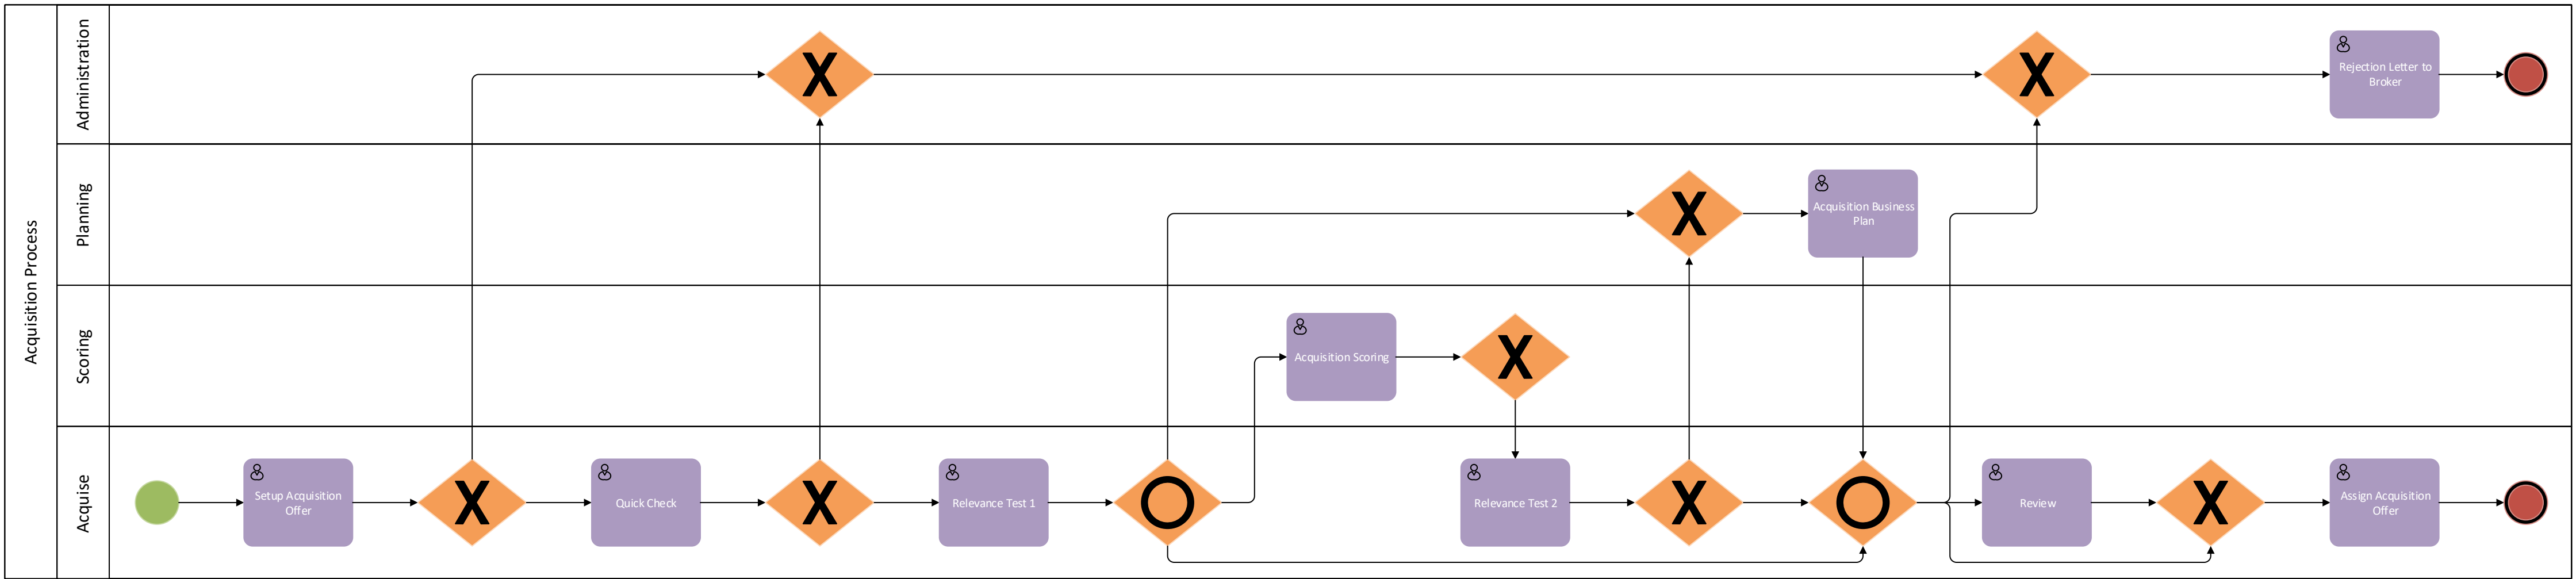 Acquisition Process
Administration
Rejection Letter to
Broker
Planning
Acquisition Business
Plan
Scoring
Acquisition Scoring
Acquise
Setup Acquisition
Offer
Quick Check
Relevance Test 1
Relevance Test 2
Review
Assign Acquisition
Offer